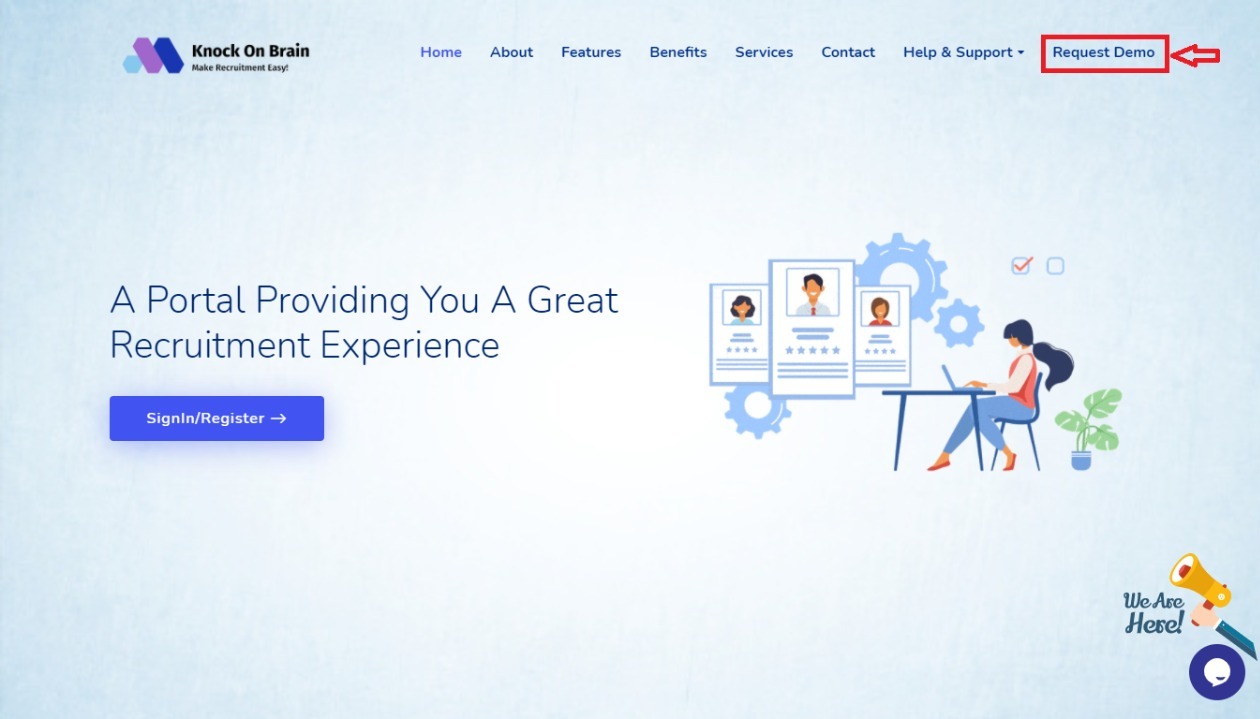 Knock On Brain
Make Recruitment Easy!
Home About Features Benefits Services Contact Help & Support Request Demo
A Portal Providing You A Great
Recruitment Experience
SignIn/Register →
We Are
Here!